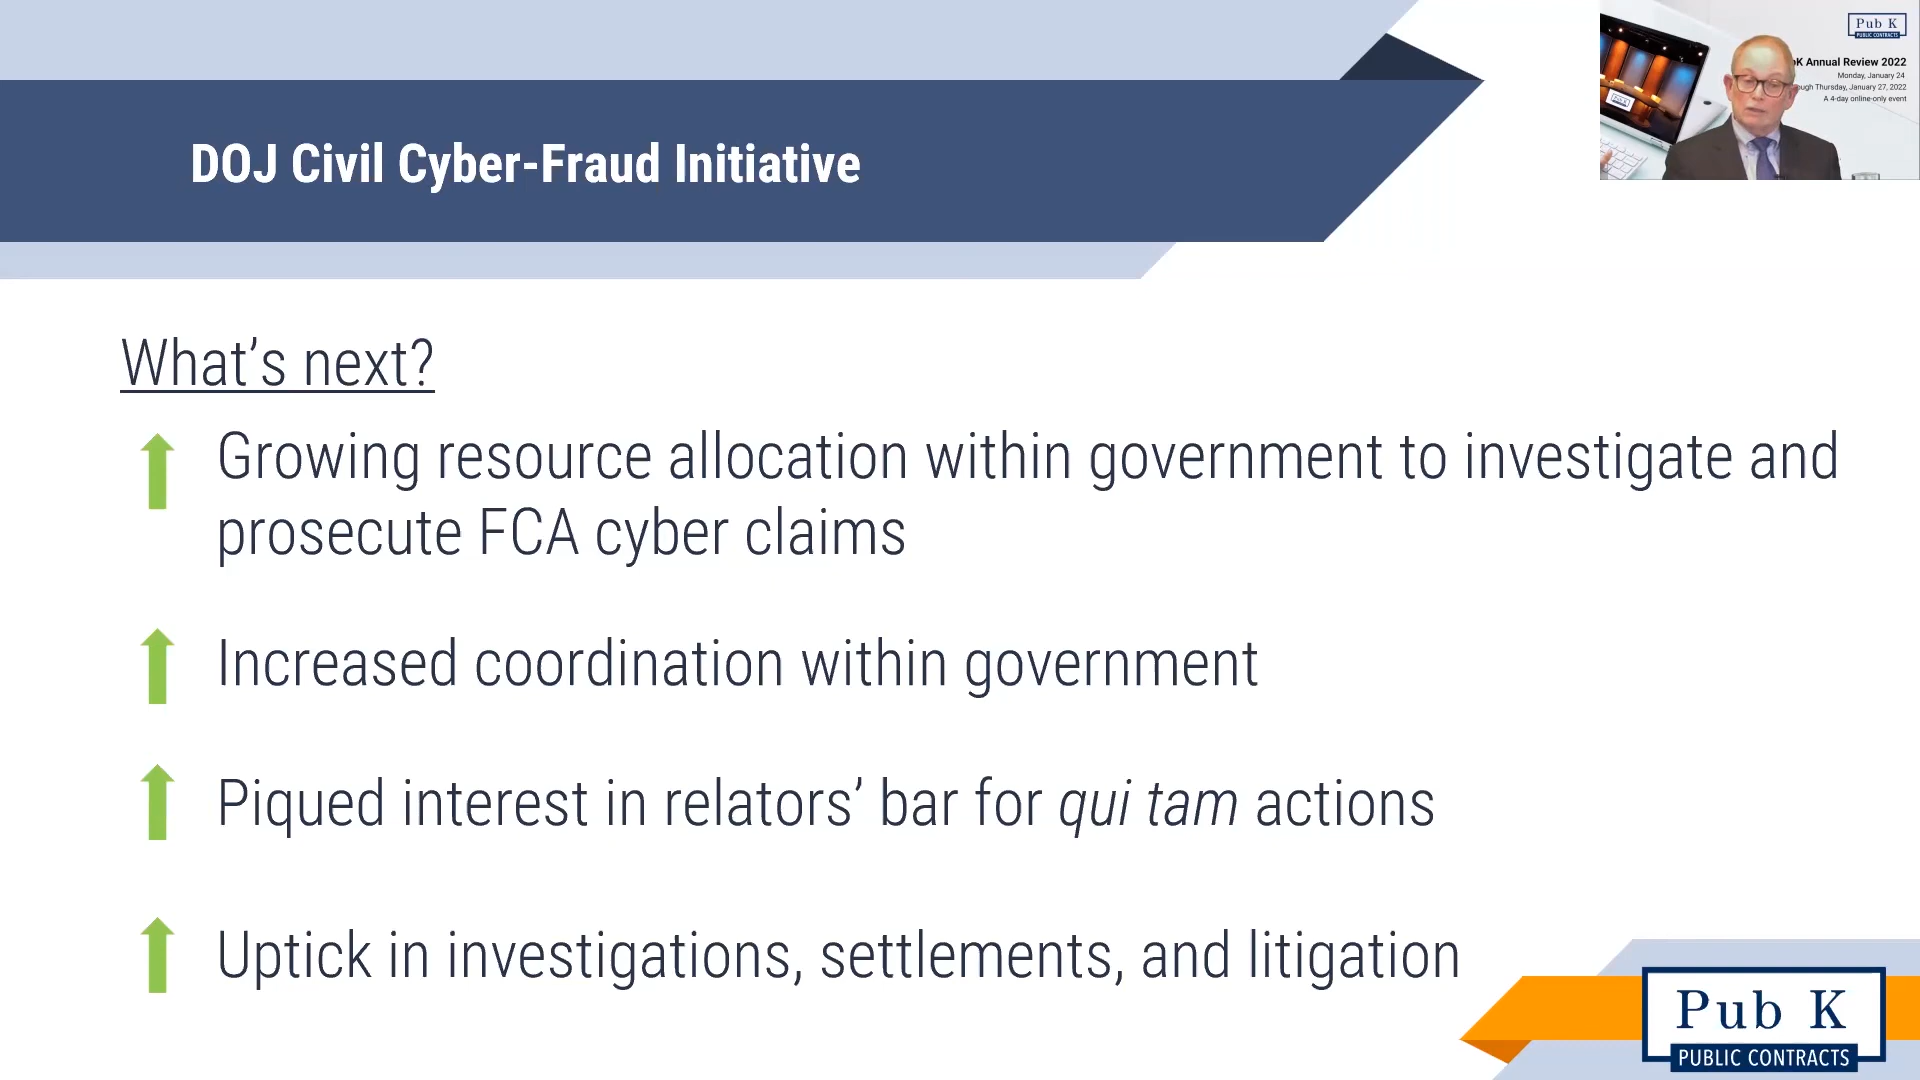 Pub K
PUBLIC CONTRACTS
K Annual Review 2022
Monday, January 24
ough Thursday, January 27, 2022
A 4-day online-only event
DOJ Civil Cyber-Fraud Initiative
What’s next?
Growing resource allocation within government to investigate and
prosecute FCA cyber claims
Increased coordination within government
Piqued interest in relators’ bar for qui tam actions
Uptick in investigations, settlements, and litigation
Pub K
PUBLIC CONTRACTS